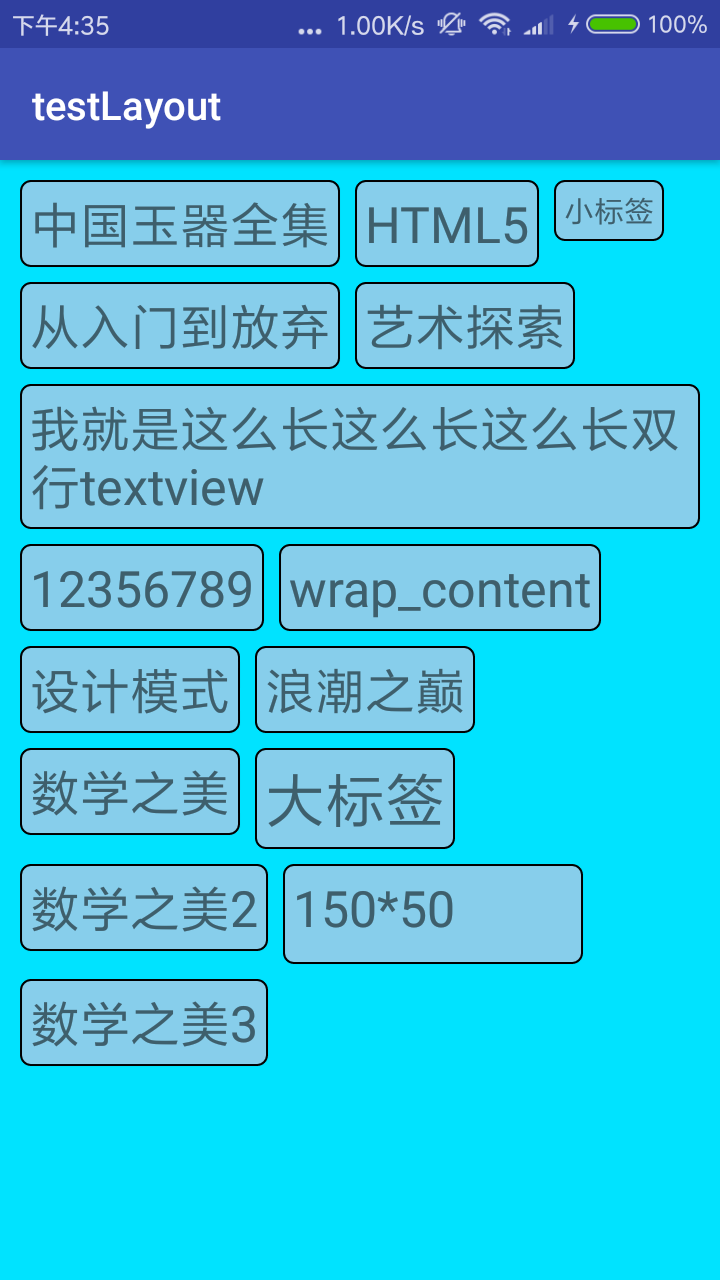 下午4:35 ... 1.00K/s 100%
testLayout
中国玉器全集 HTML5 小标签
从入门到放弃 艺术探索
我就是这么长这么长这么长双
行textview
12356789 wrap_content
设计模式 浪潮之巅
数学之美 大标签
数学之美2 150*50
数学之美3